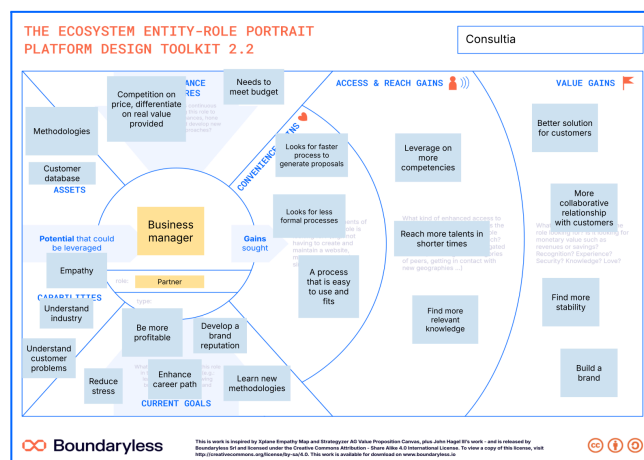 THE ECOSYSTEM ENTITY-ROLE PORTRAIT
PLATFORM DESIGN TOOLKIT 2.2
Consultia
Competition on
price, differentiate
on real value
provided
Needs to
meet budget
Methodologies
Customer
database
ASSETS
CONVENIENCE
ACCESS & REACH GAINS
VALUE GAINS
Looks for faster
process to
generate proposals
Looks for less
formal processes
A process
that is easy
to use and
fits
Leverage on
more
competencies
Reach more talents in
shorter times
Find more
relevant
knowledge
Better solution
for customers
More
collaborative
relationship
with customers
Find more
stability
Build a
brand
Business
manager
Potential that could
be leveraged
Gains
sought
role:
Partner
type:
Empathy
CAPABILITIES
Understand
industry
Understand
customer
problems
Be more
profitable
Develop a
brand
reputation
Reduce
stress
Enhance
career path
Learn new
methodologies
CURRENT GOALS
Boundaryless
This work is inspired by Xplane Empathy Map and Strategyzer AG Value Proposition Canvas, plus John Hagel III's work - and is released by
Boundaryless Srl and licensed under the Creative Commons Attribution - Share Alike 4.0 International License. To view a copy of this license, visit
http://creativecommons.org/license/by-sa/4.0. This work is available for download on www.boundaryless.io